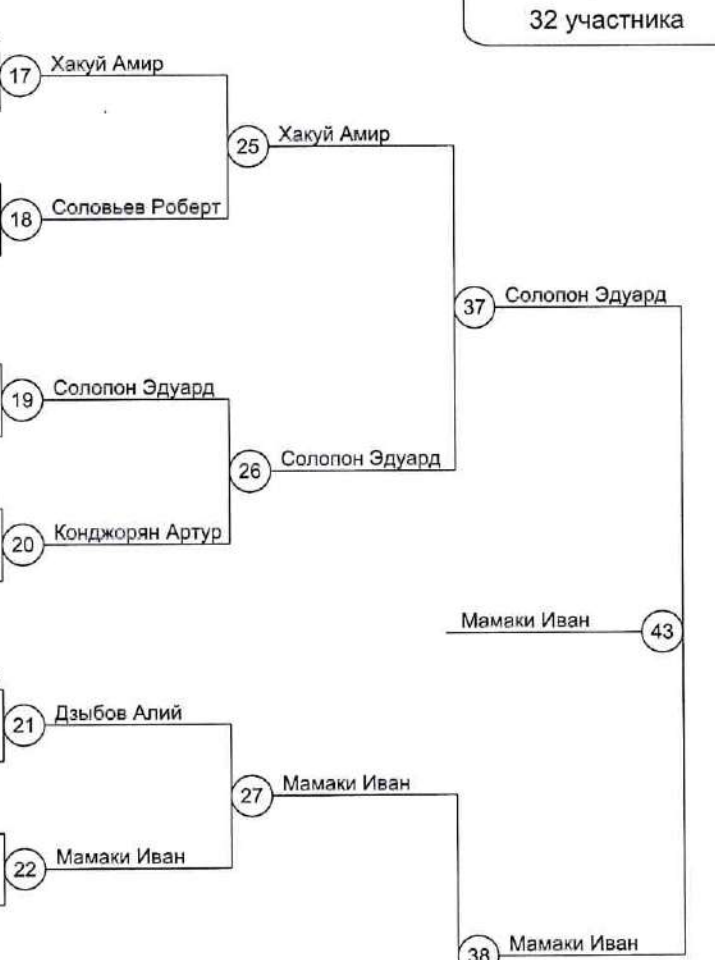 32 участника
17 Хакуй Амир
25 Хакуй Амир
18 Соловьев Роберт
37 Солопон Эдуард
19 Солопон Эдуард
26 Солопон Эдуард
20 Конджорян Артур
Мамаки Иван 43
21 Дзыбов Алий
27 Мамаки Иван
22 Мамаки Иван
38 Мамаки Иван